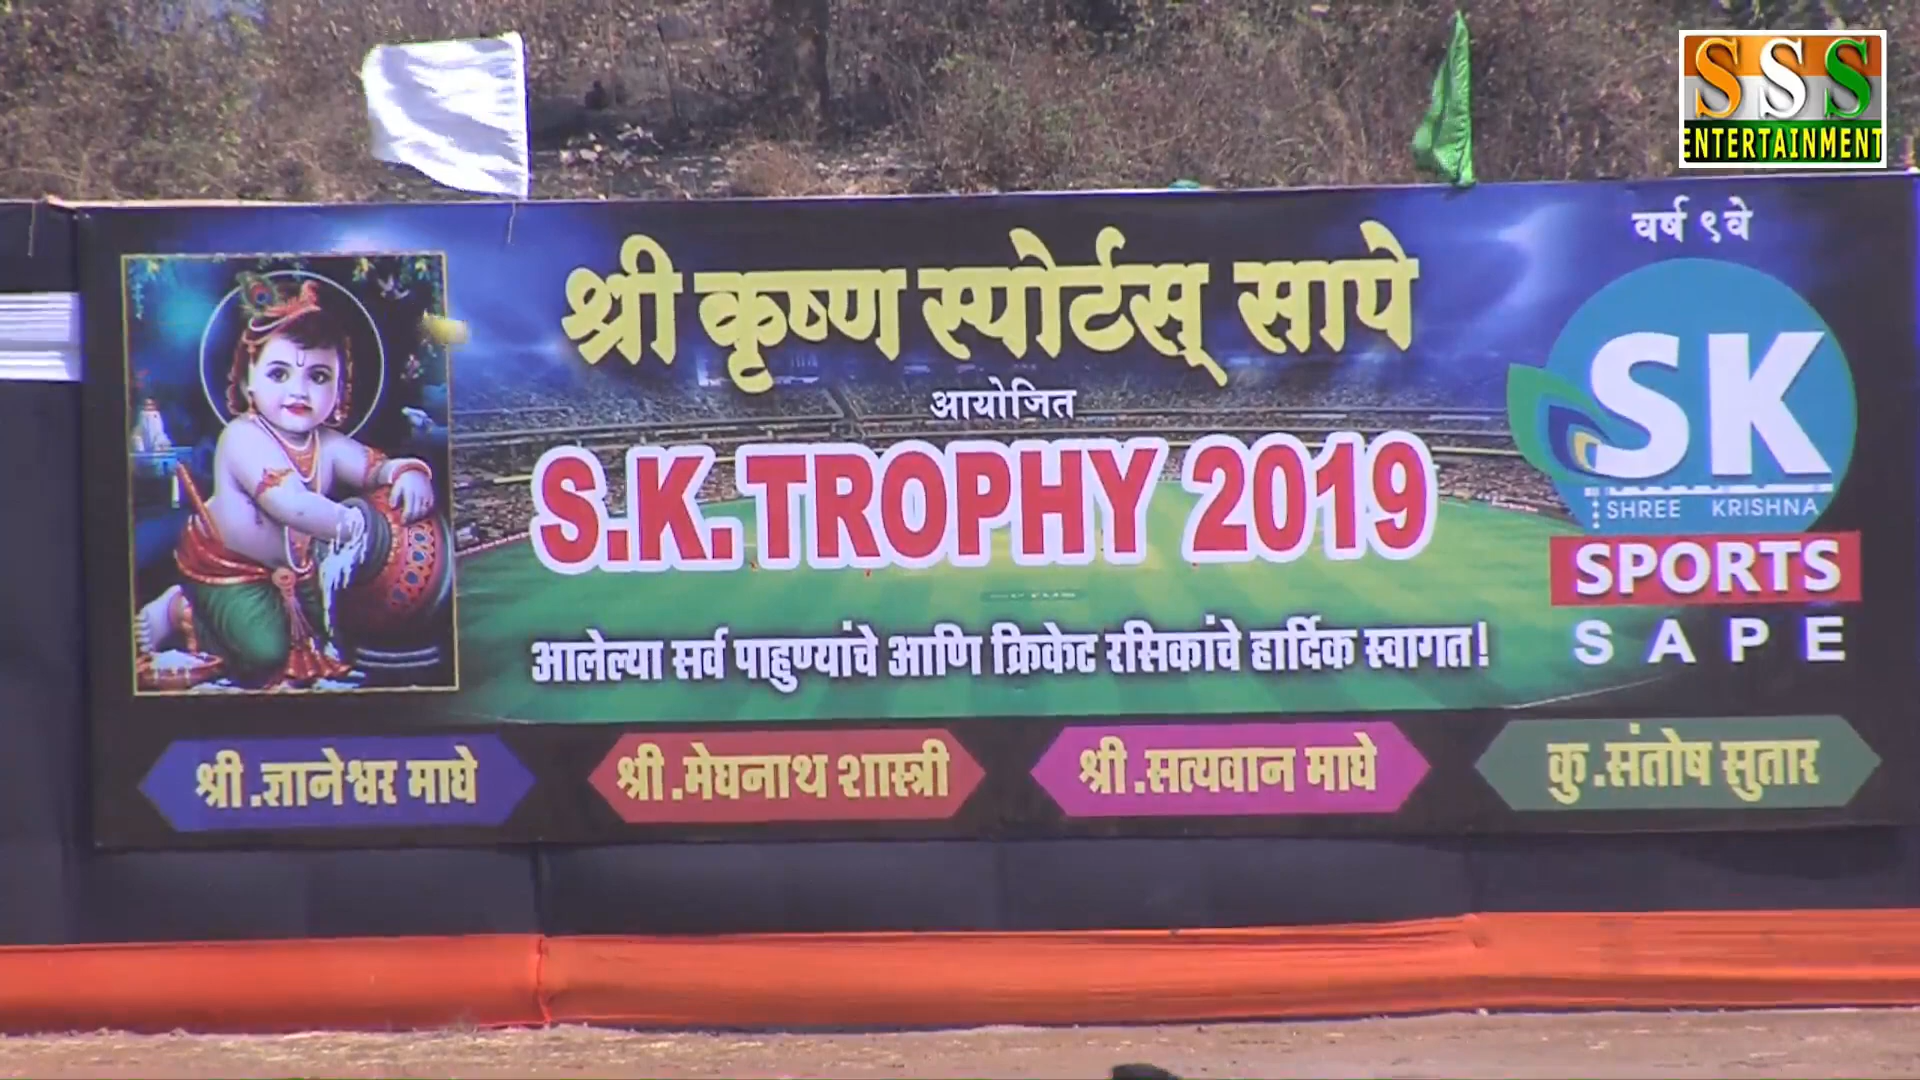 SSS
ENTERTAINMENT
वर्ष ९ वे
श्री कृष्ण स्पोर्टस् सापे
आयोजित
S.K. TROPHY 2019
आलेल्या सर्व पाहुण्यांचे आणि क्रिकेट रसिकांचे हार्दिक स्वागत!
SK
SHREE KRISHNA
SPORTS
SAPE
श्री.ज्ञानेश्वर माघे
श्री.मेघनाथ शास्त्री
श्री.सत्यवान माघे
कु.संतोष सुतार